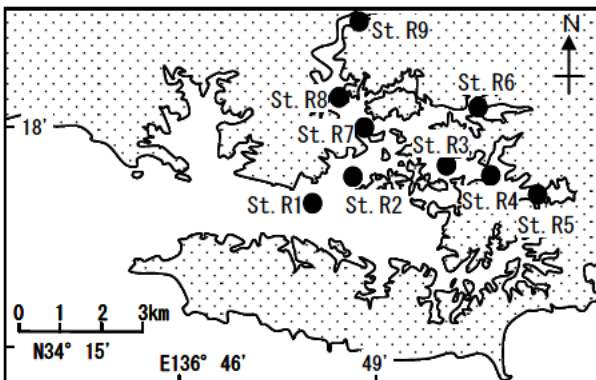 N
St. R9
St. R8
St. R6
18'
St. R7
St. R3
St. R1
St. R2
St. R4
St. R5
0 1 2 3km
N34° 15'
E136° 46'
49'